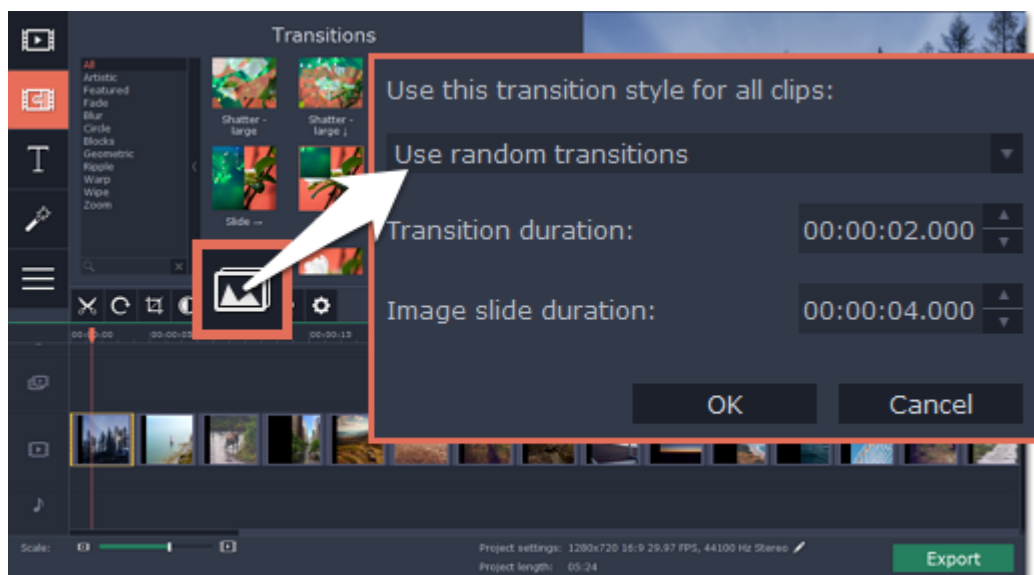 Transitions
All
Artistic
Featured
Fade
Blur
Circle
Blocks
Geometric
Ripple
Warp
Wipe
Zoom
Shatter -
large
Shatter -
large ↓
Slide →
Use this transition style for all clips:
Use random transitions
Transition duration:
00:00:02.000
Image slide duration:
00:00:04.000
OK
Cancel
00:00:15
Scale:
Project settings: 1280x720 16:9 29.97 FPS, 44100 Hz Stereo
Project length: 05:24
Export